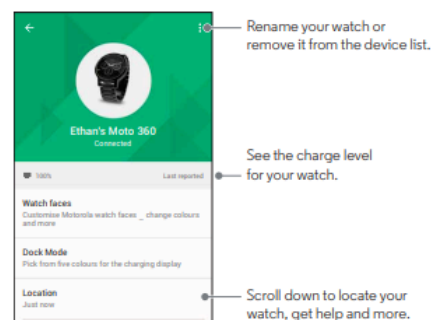 Rename your watch or
remove it from the device list.
Ethan's Moto 360
Connected
See the charge level
for your watch.
100%
Last reported
Watch faces
Customise Motorola watch faces _ change colours
and more
Dock Mode
Pick from five colours for the charging display
Location
Just now
Scroll down to locate your
watch, get help and more.